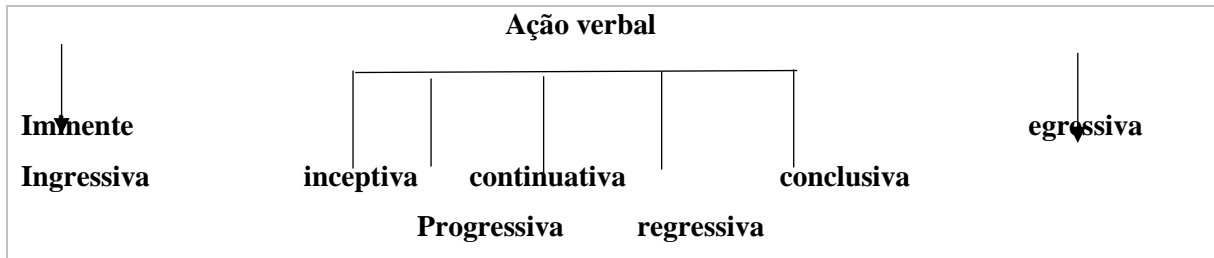 Ação verbal
Iminente egressiva
Ingressiva inceptiva continuativa conclusiva
Progressiva regressiva